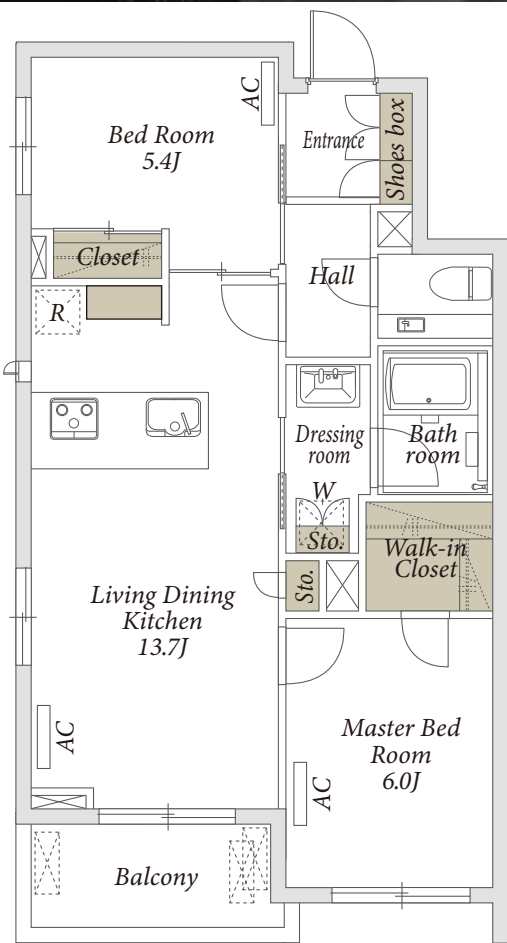 AC
Bed Room
5.4J
Entrance
Shoes box
Closet
Hall
R
Dressing
room
Bath
room
W
Sto.
Walk-in
Closet
Sto.
Living Dining
Kitchen
13.7J
AC
Master Bed
Room
6.0J
AC
Balcony